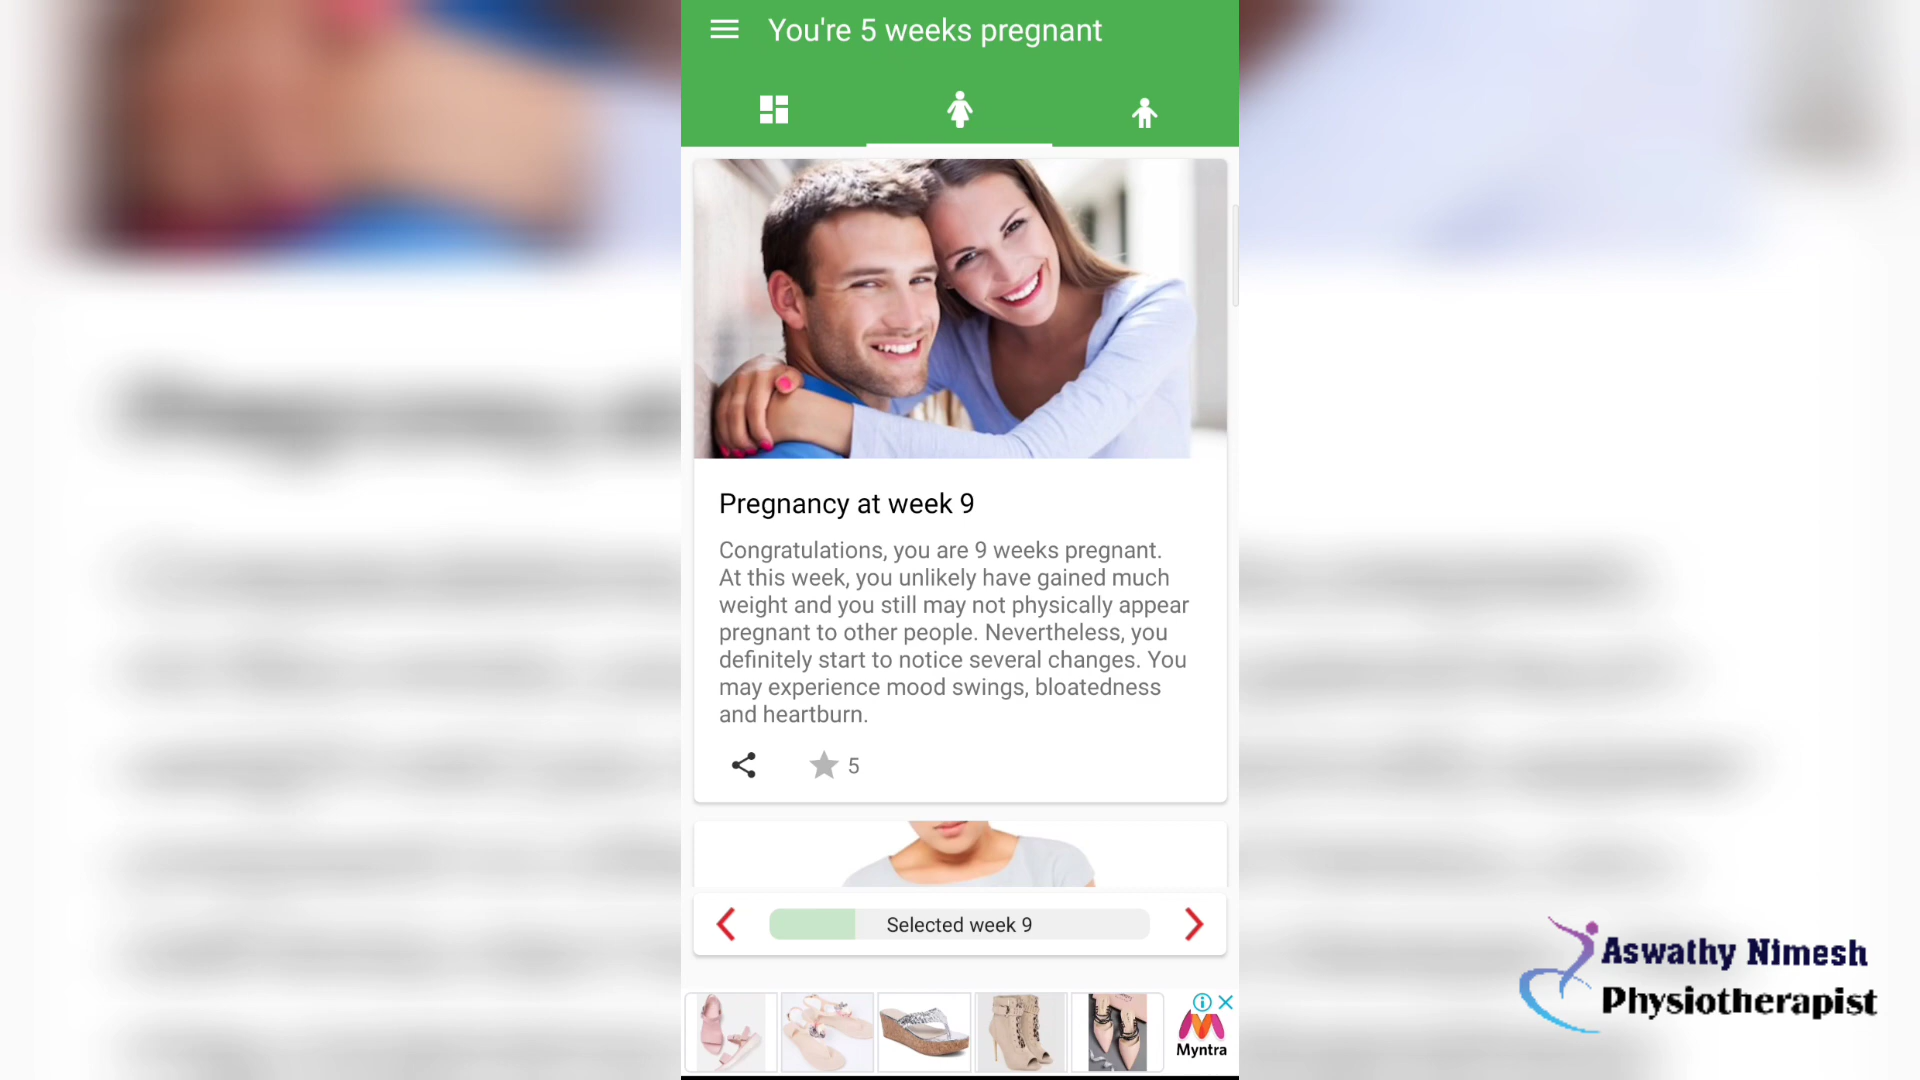 You're 5 weeks pregnant
Pregnancy at week 9
Congratulations, you are 9 weeks pregnant.
At this week, you unlikely have gained much
weight and you still may not physically appear
pregnant to other people. Nevertheless, you
definitely start to notice several changes. You
may experience mood swings, bloatedness
and heartburn.
5
Selected week 9
Myntra
Aswathy Nimesh
Physiotherapist